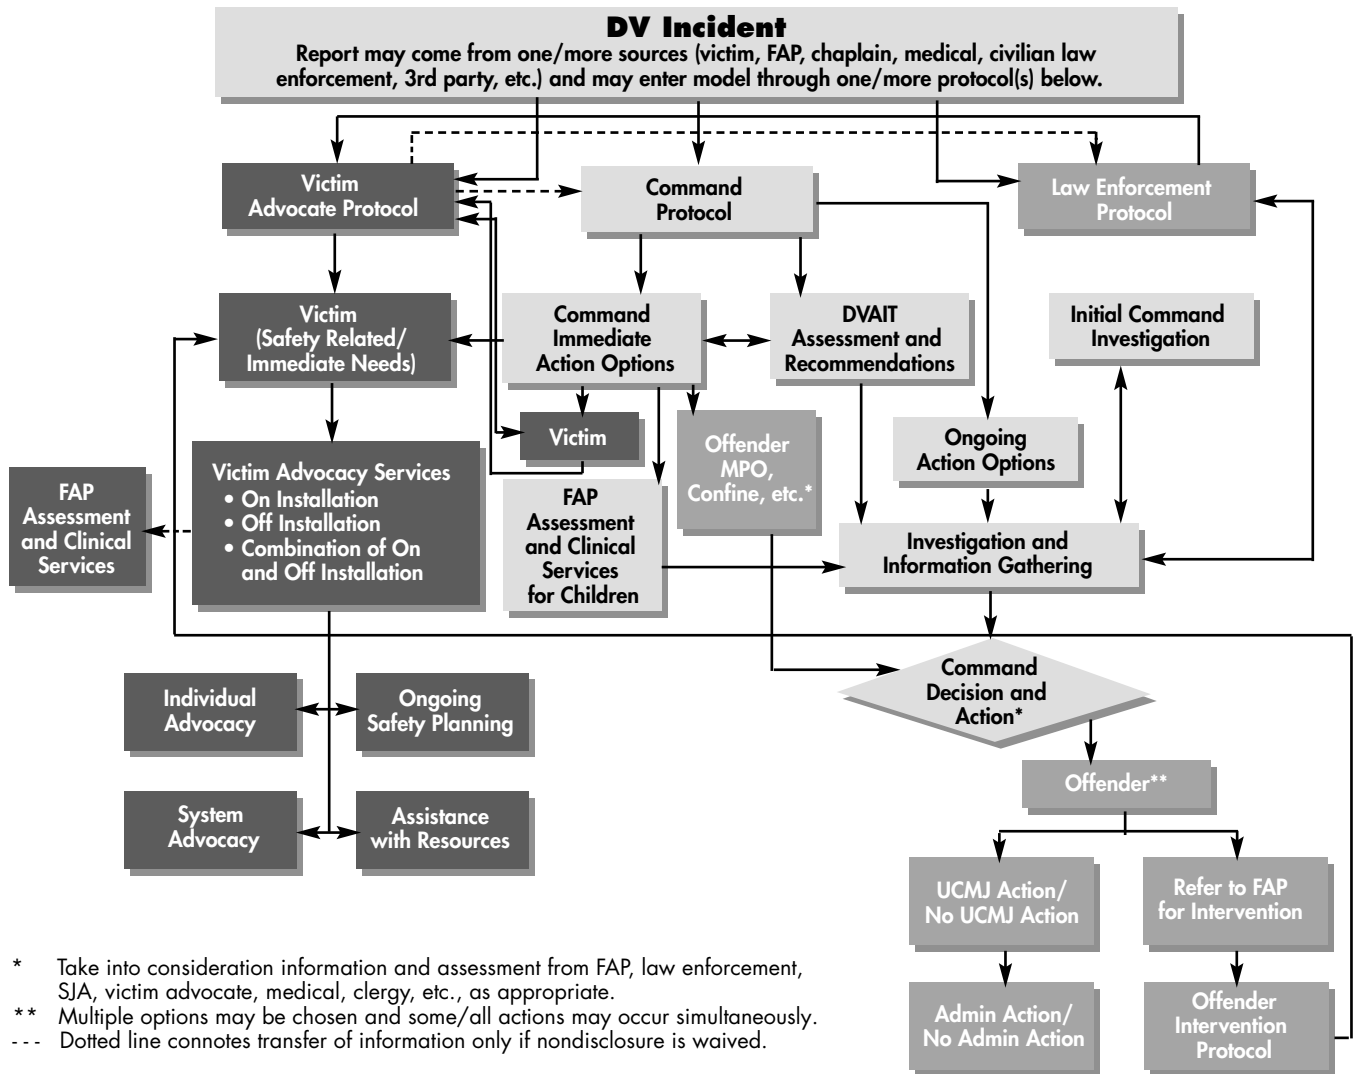 DV Incident
Report may come from one/more sources (victim, FAP, chaplain, medical, civilian law
enforcement, 3rd party, etc.) and may enter model through one/more protocol(s) below.
Victim
Advocate Protocol
Command
Protocol
Law Enforcement
Protocol
Victim
(Safety Related/
Immediate Needs)
Command
Immediate
Action Options
DVAIT
Assessment and
Recommendations
Initial Command
Investigation
Victim
Offender
MPO,
Confine, etc.*
Ongoing
Action Options
FAP
Assessment
and Clinical
Services
Victim Advocacy Services
• On Installation
• Off Installation
• Combination of On
and Off Installation
FAP
Assessment
and Clinical
Services
for Children
Investigation and
Information Gathering
Command
Decision and
Action*
Individual
Advocacy
Ongoing
Safety Planning
Offender**
System
Advocacy
Assistance
with Resources
UCMJ Action/
No UCMJ Action
Refer to FAP
for Intervention
Admin Action/
No Admin Action
Offender
Intervention
Protocol
* Take into consideration information and assessment from FAP, law enforcement,
SJA, victim advocate, medical, clergy, etc., as appropriate.
** Multiple options may be chosen and some/all actions may occur simultaneously.
- - - Dotted line connotes transfer of information only if nondisclosure is waived.